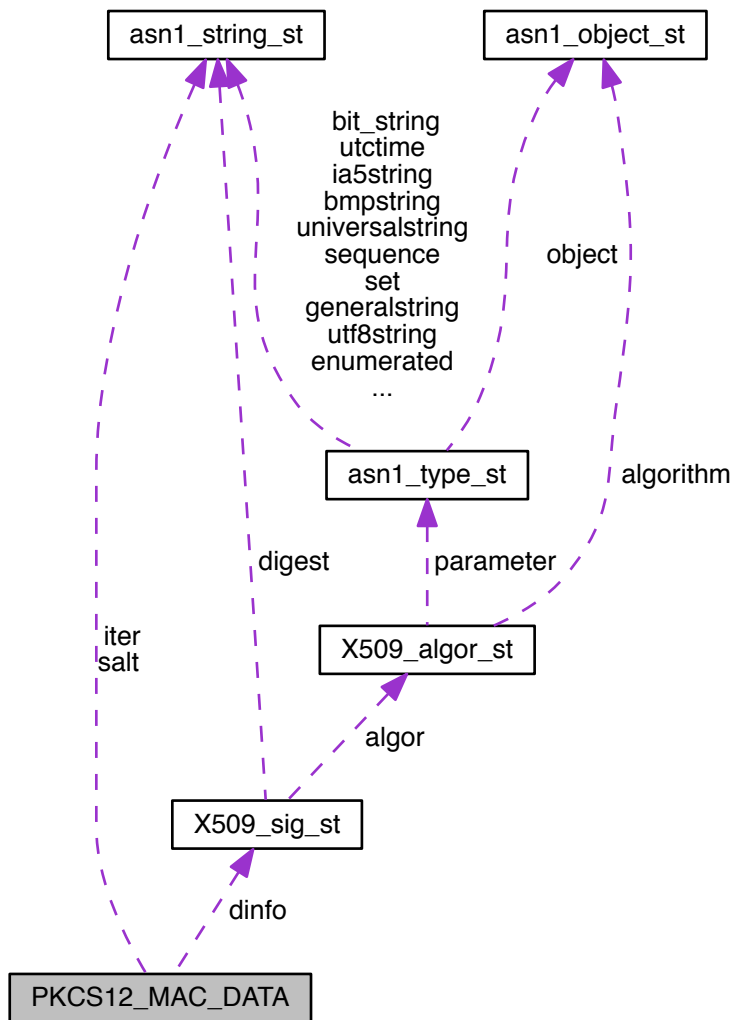 asn1_string_st
asn1_object_st
bit_string
utctime
ia5string
bmpstring
universalstring
sequence
set
generalstring
utf8string
enumerated
...
object
asn1_type_st
algorithm
digest
parameter
iter
salt
X509_algor_st
algor
X509_sig_st
dinfo
PKCS12_MAC_DATA